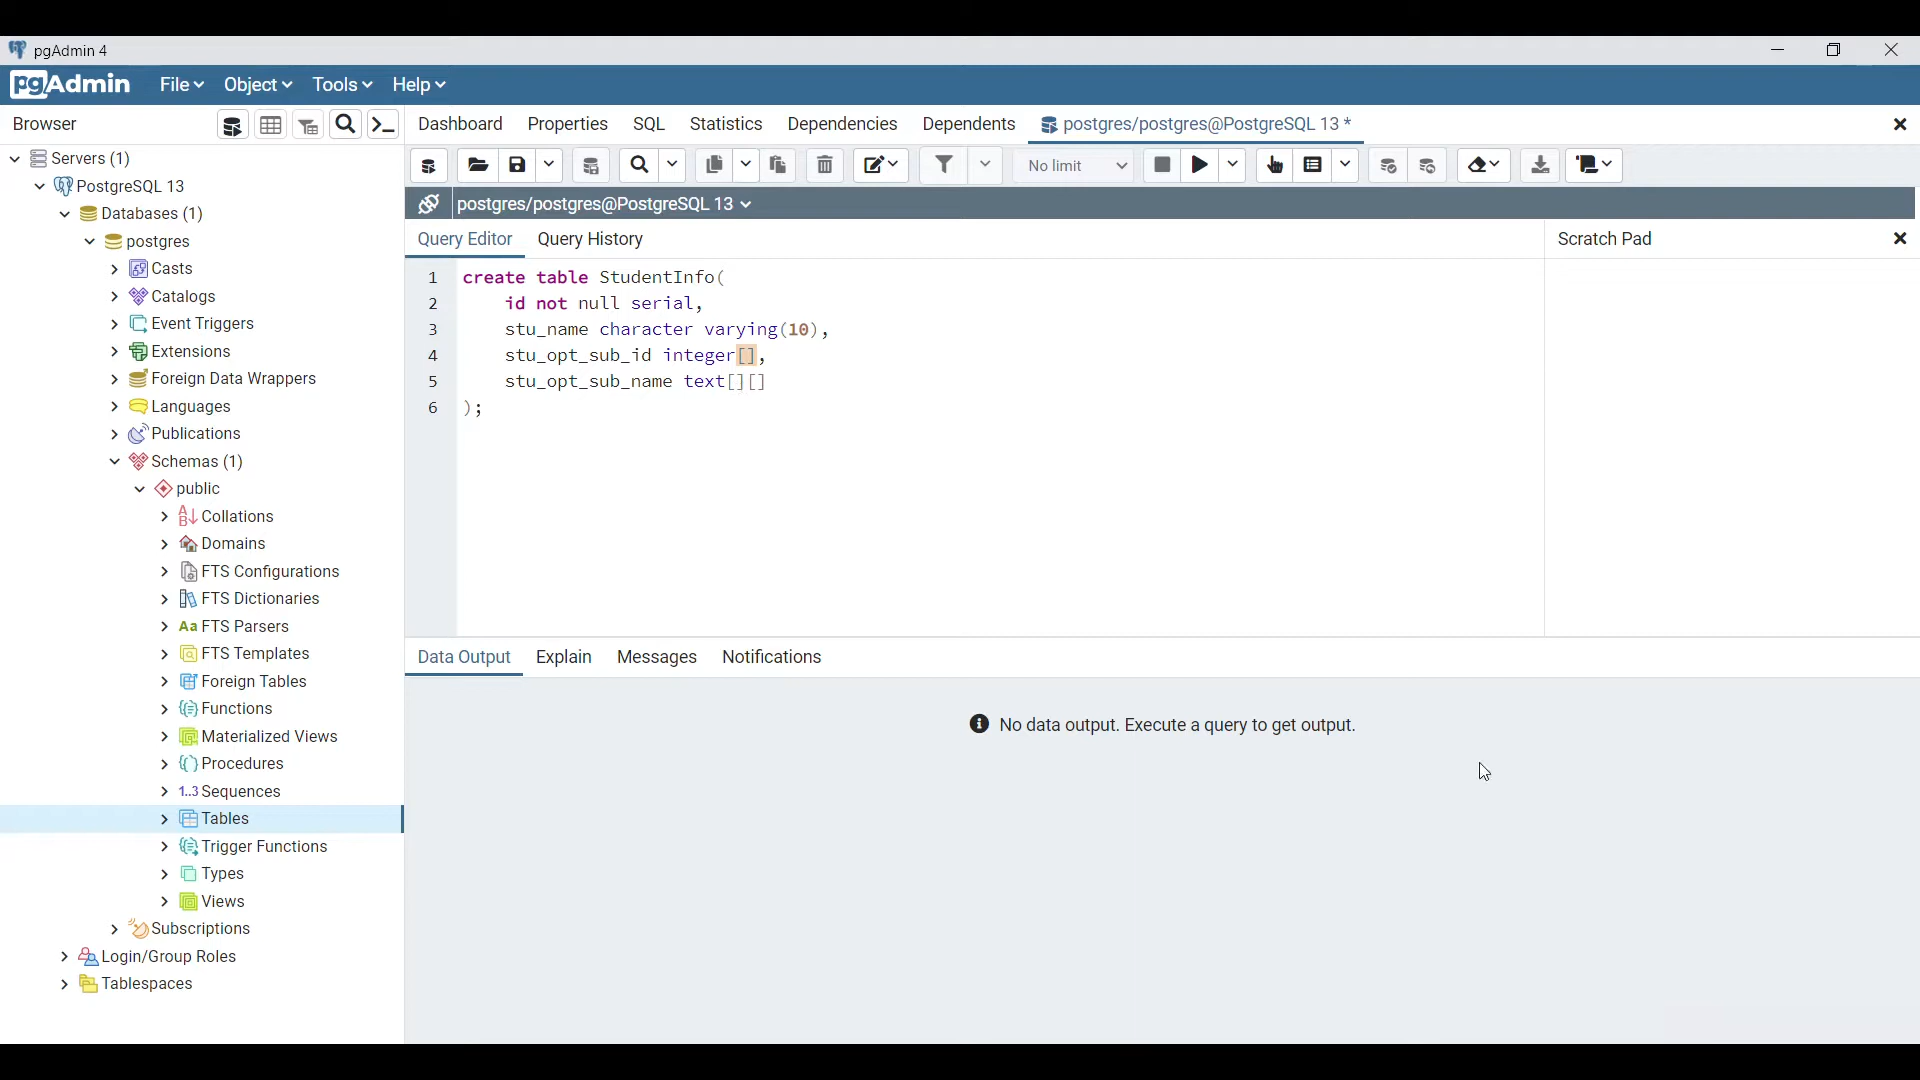 pgAdmin 4
pgAdmin File Object Tools Help
Browser
Dashboard Properties SQL Statistics Dependencies Dependents postgres/postgres@PostgreSQL 13 *
No limit
postgres/postgres@PostgreSQL 13
Query Editor Query History
Scratch Pad
1 create table StudentInfo(
2 id not null serial,
3 stu_name character varying(10),
4 stu_opt_sub_id integer[],
5 stu_opt_sub_name text[][]
6 );
Data Output Explain Messages Notifications
No data output. Execute a query to get output.
Servers (1)
PostgreSQL 13
Databases (1)
postgres
Casts
Catalogs
Event Triggers
Extensions
Foreign Data Wrappers
Languages
Publications
Schemas (1)
public
Collations
Domains
FTS Configurations
FTS Dictionaries
Aa FTS Parsers
FTS Templates
Foreign Tables
Functions
Materialized Views
Procedures
1..3 Sequences
Tables
Trigger Functions
Types
Views
Subscriptions
Login/Group Roles
Tablespaces